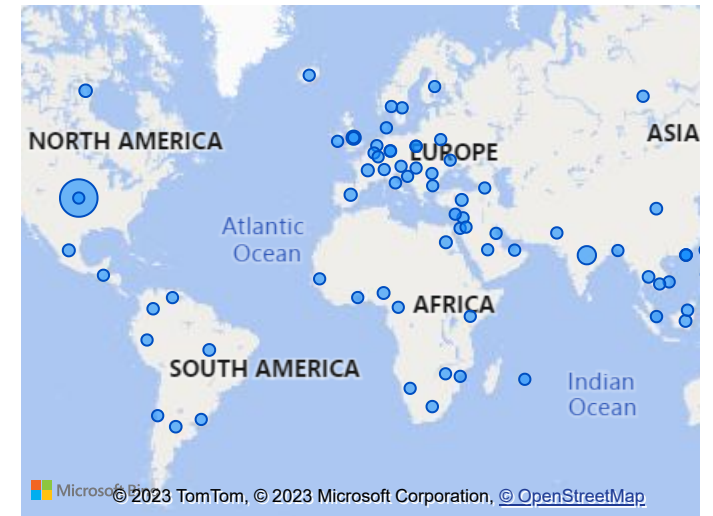 NORTH AMERICA
EUROPE
ASIA
Atlantic
Ocean
AFRICA
SOUTH AMERICA
Indian
Ocean
Microsoft Bing
© 2023 TomTom, © 2023 Microsoft Corporation, © OpenStreetMap